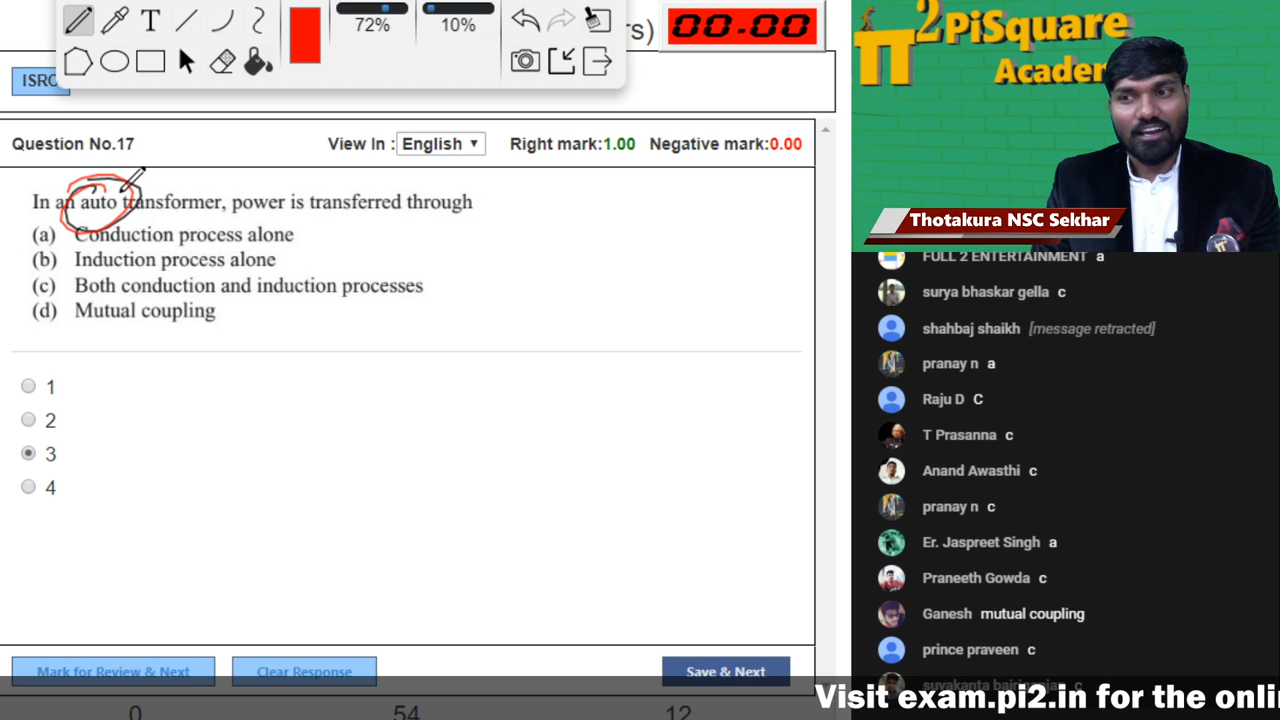 T
72%
10%
rs)
00.00
2PiSquare
π
Academ
ISRO
Question No.17
View In : English
Right mark:1.00
Negative mark:0.00
In an auto transformer, power is transferred through
(a) Conduction process alone
(b) Induction process alone
(c) Both conduction and induction processes
(d) Mutual coupling
1
2
3
4
Mark for Review & Next
Clear Response
Save & Next
0
54
12
Thotakura NSC Sekhar
FULL 2 ENTERTAINMENT a
surya bhaskar gella c
shahbaj shaikh [message retracted]
pranay n a
Raju D C
T Prasanna c
Anand Awasthi c
pranay n c
Er. Jaspreet Singh a
Praneeth Gowda c
Ganesh mutual coupling
prince praveen c
c
Visit exam.pi2.in for the onli